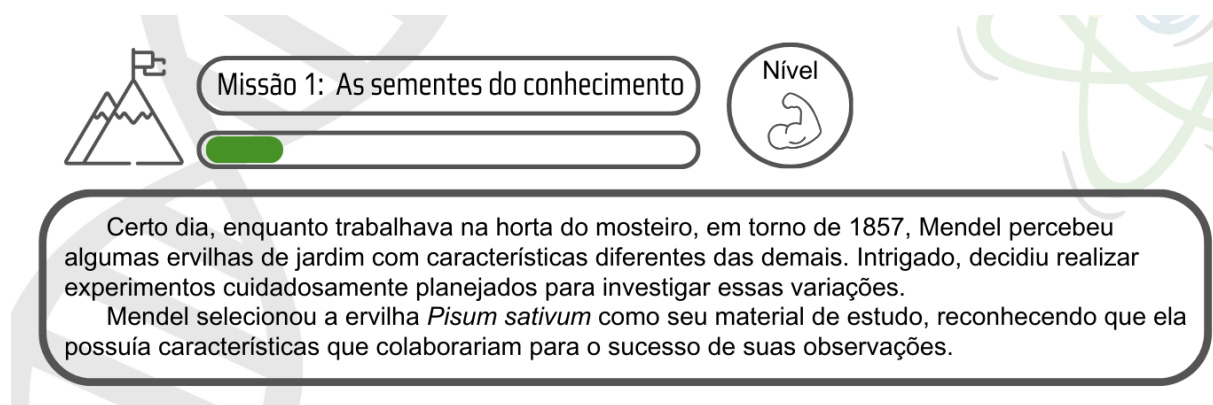 Missão 1: As sementes do conhecimento
Nível
Certo dia, enquanto trabalhava na horta do mosteiro, em torno de 1857, Mendel percebeu
algumas ervilhas de jardim com características diferentes das demais. Intrigado, decidiu realizar
experimentos cuidadosamente planejados para investigar essas variações.
Mendel selecionou a ervilha Pisum sativum como seu material de estudo, reconhecendo que ela
possuía características que colaborariam para o sucesso de suas observações.